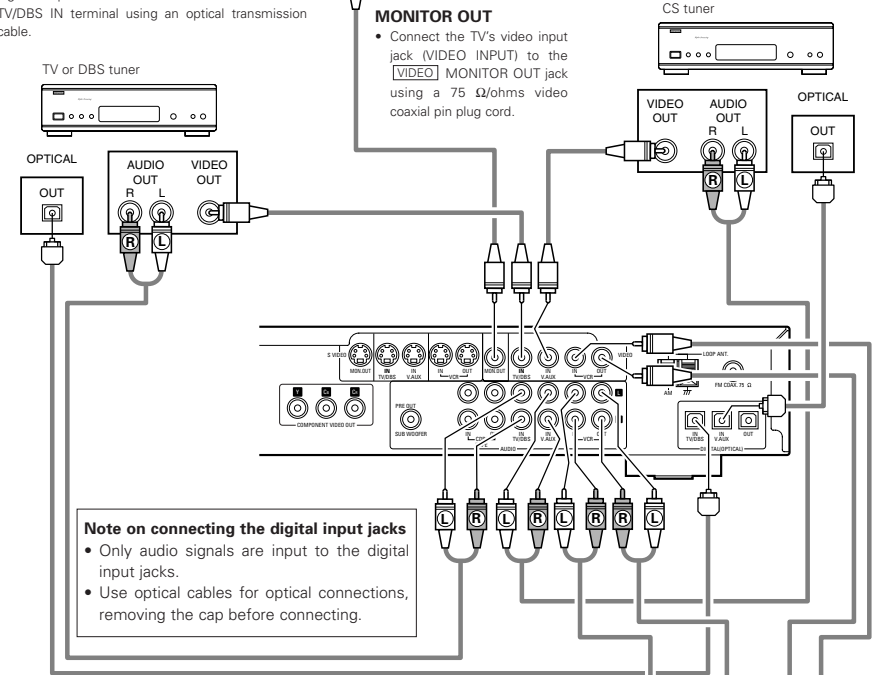 TV/DBS IN terminal using an optical transmission
cable.
MONITOR OUT
• Connect the TV's video input
jack (VIDEO INPUT) to the
VIDEO MONITOR OUT jack
using a 75 Ω/ohms video
coaxial pin plug cord.
CS tuner
TV or DBS tuner
OPTICAL
OUT
AUDIO
OUT
R L
VIDEO
OUT
R L
VIDEO
OUT
AUDIO
OUT
R L
OPTICAL
OUT
R L
S VIDEO
MON.OUT
IN
TV/DBS
IN
V.AUX
IN OUT
VCR
MON.OUT
IN
TV/DBS
IN
V.AUX
IN OUT
VCR
VIDEO
LOOP ANT.
AM
FM COAX. 75 Ω
Y
COMPONENT VIDEO OUT
PRE OUT
SUB WOOFER
L
IN
IN
TV/DBS
IN
V.AUX
VCR
AUDIO
IN
TV/DBS
IN
V.AUX
OUT
L R L R L R R L
Note on connecting the digital input jacks
• Only audio signals are input to the digital
input jacks.
• Use optical cables for optical connections,
removing the cap before connecting.